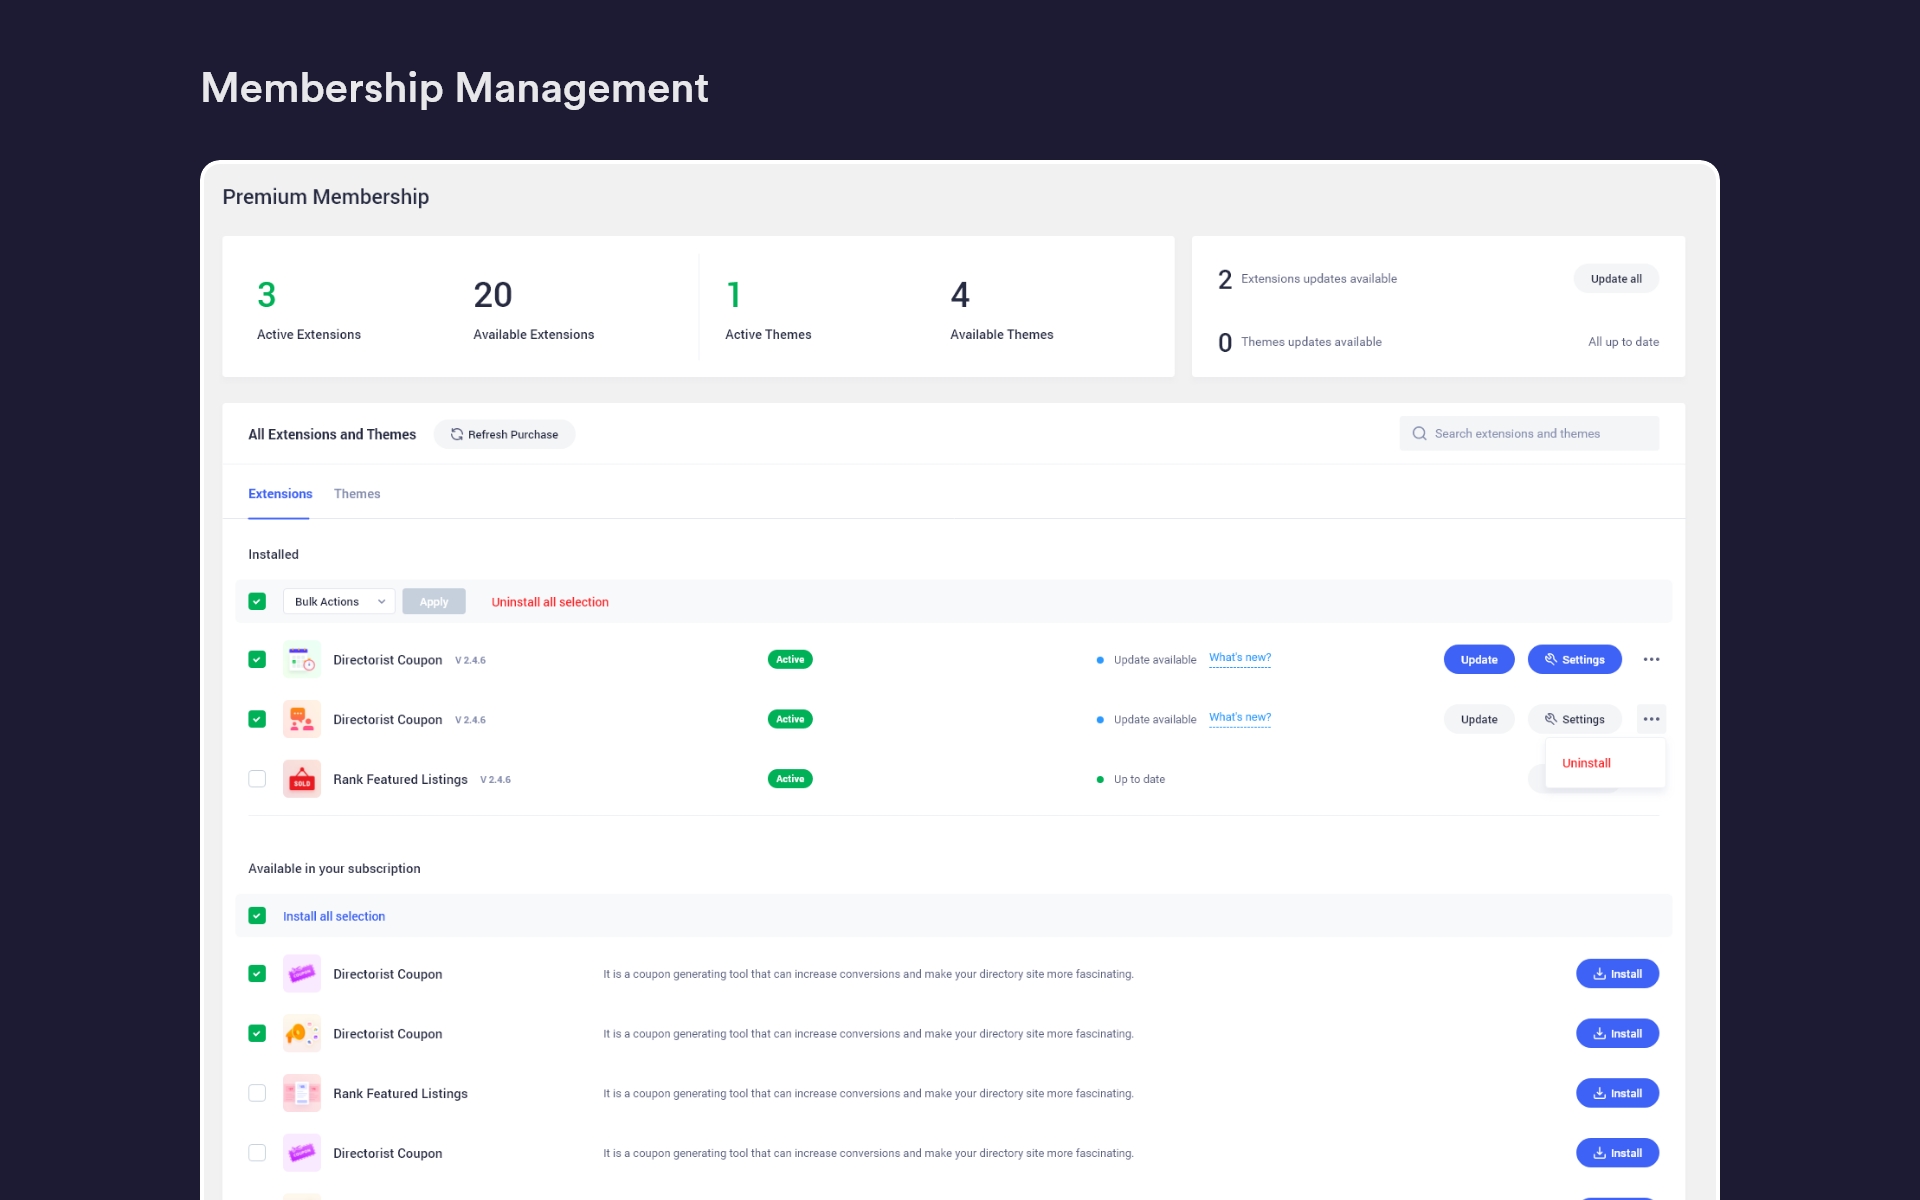 Membership Management
Premium Membership
3
20
1
4
Active Extensions
Available Extensions
Active Themes
Available Themes
2 Extensions updates available
Update all
0 Themes updates available
All up to date
All Extensions and Themes
Refresh Purchase
Search extensions and themes
Extensions
Themes
Installed
Bulk Actions
Apply
Uninstall all selection
Directorist Coupon V 2.4.6
Active
Update available What's new?
Update
Settings
Directorist Coupon V 2.4.6
Active
Update available What's new?
Update
Settings
Uninstall
SOLD
Rank Featured Listings V 2.4.6
Active
Up to date
Available in your subscription
Install all selection
Directorist Coupon
It is a coupon generating tool that can increase conversions and make your directory site more fascinating.
Install
Directorist Coupon
It is a coupon generating tool that can increase conversions and make your directory site more fascinating.
Install
Rank Featured Listings
It is a coupon generating tool that can increase conversions and make your directory site more fascinating.
Install
Directorist Coupon
It is a coupon generating tool that can increase conversions and make your directory site more fascinating.
Install